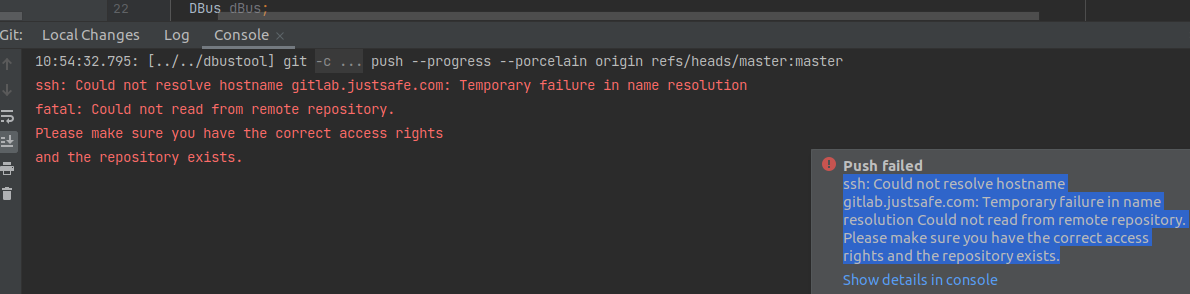 22 DBus dBus;
Git: Local Changes Log Console ×
10:54:32.795: [../../dbustool] git -c ... push --progress --porcelain origin refs/heads/master:master
ssh: Could not resolve hostname gitlab.justsafe.com: Temporary failure in name resolution
fatal: Could not read from remote repository.
Please make sure you have the correct access rights
and the repository exists.
Push failed
ssh: Could not resolve hostname
gitlab.justsafe.com: Temporary failure in name
resolution Could not read from remote repository.
Please make sure you have the correct access
rights and the repository exists.
Show details in console